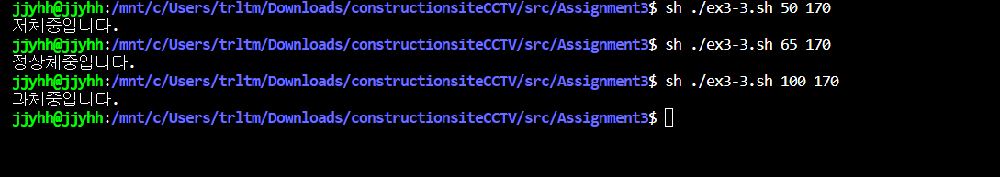 jjyhh@jjyhh:/mnt/c/Users/trltm/Downloads/constructionsiteCCTV/src/Assignment3$ sh ./ex3-3.sh 50 170
저체중입니다.
jjyhh@jjyhh:/mnt/c/Users/trltm/Downloads/constructionsiteCCTV/src/Assignment3$ sh ./ex3-3.sh 65 170
정상체중입니다.
jjyhh@jjyhh:/mnt/c/Users/trltm/Downloads/constructionsiteCCTV/src/Assignment3$ sh ./ex3-3.sh 100 170
과체중입니다.
jjyhh@jjyhh:/mnt/c/Users/trltm/Downloads/constructionsiteCCTV/src/Assignment3$